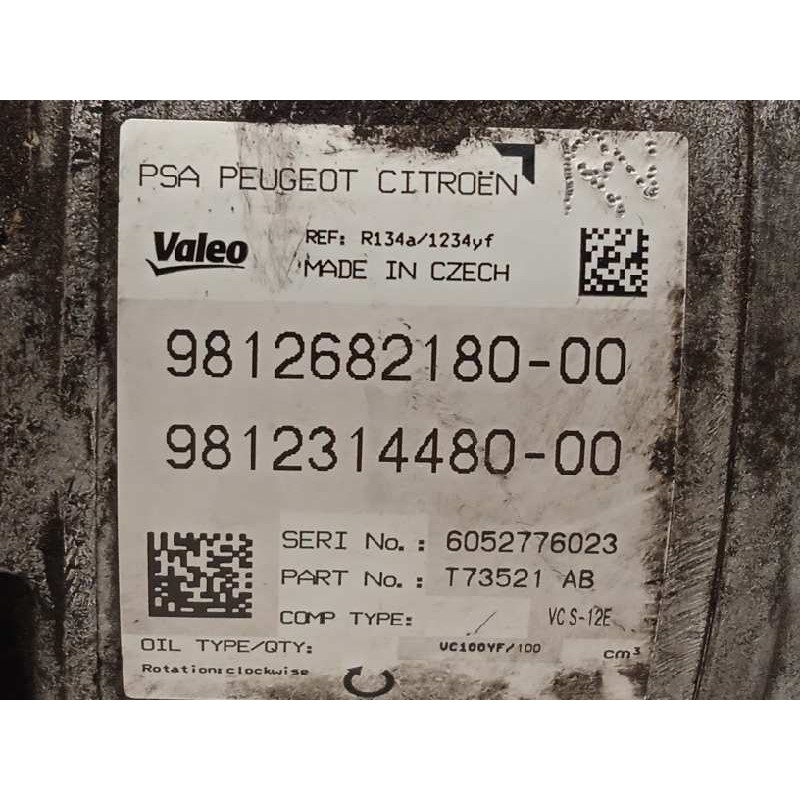 PSA PEUGEOT CITROËN
Valeo
REF: R134a/1234yf
MADE IN CZECH
9812682180-00
9812314480-00
SERI No.: 6052776023
PART No.: T73521 AB
COMP TYPE: VCS-12E
OIL TYPE/QTY: VC100YF/100 cm³
Rotation:clockwise